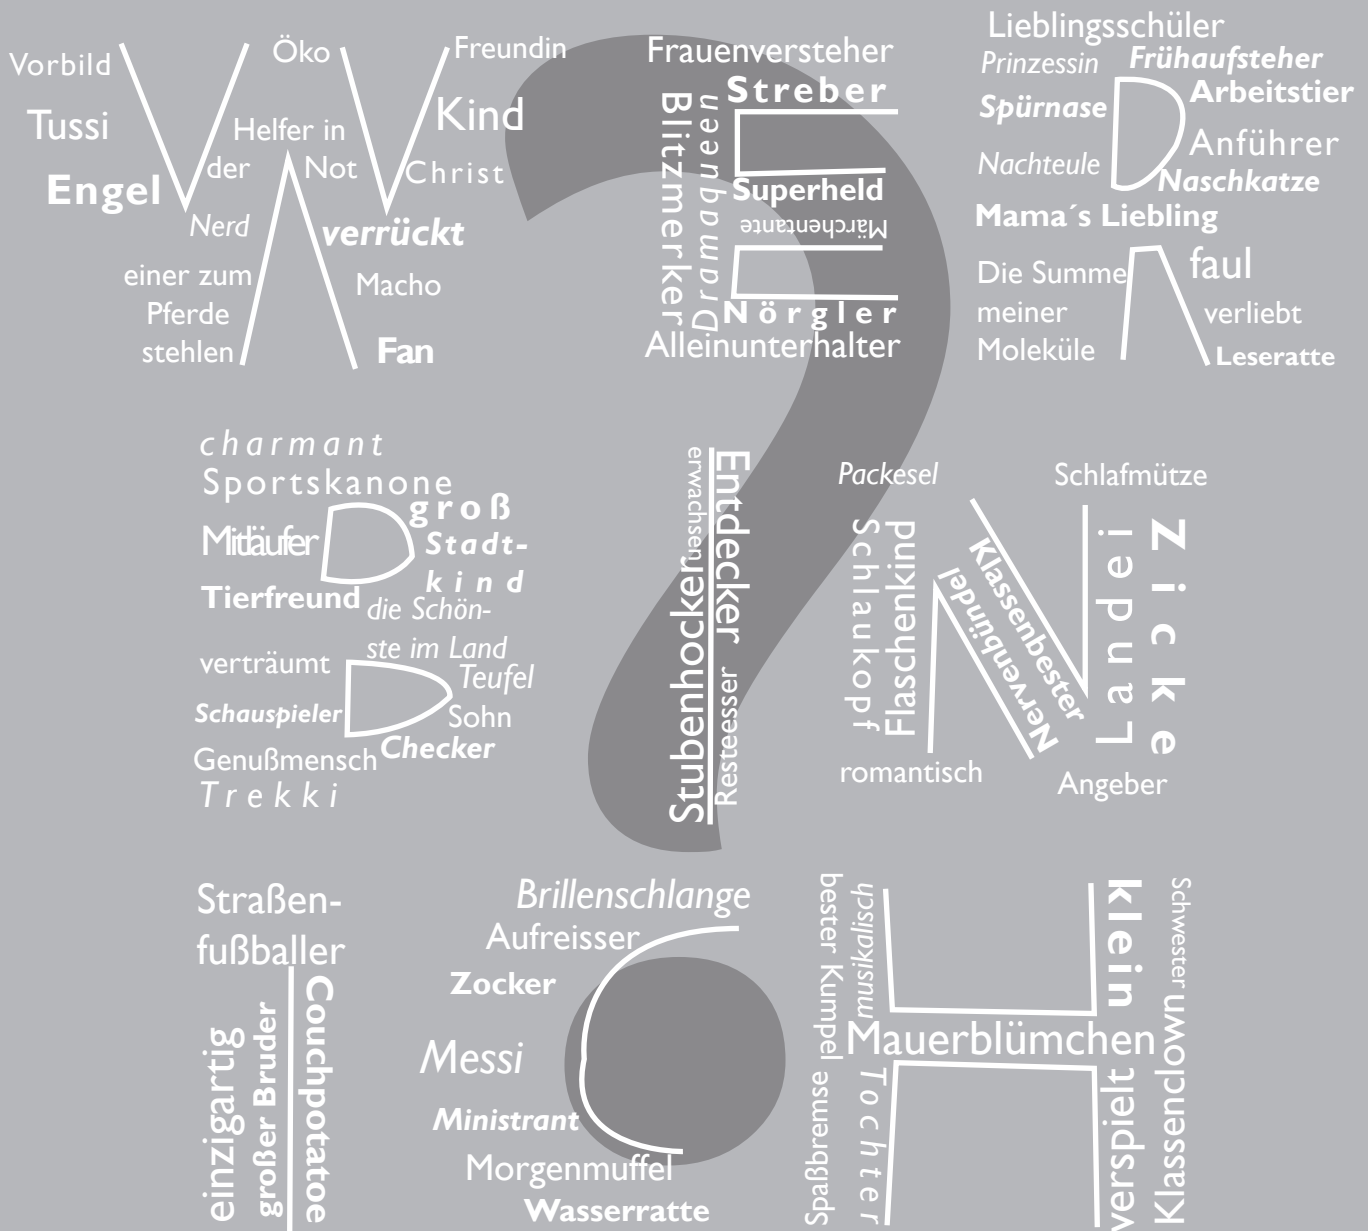 Vorbild
Tussi
Engel
Öko
Helfer in
der Not
Nerd
einer zum
Pferde
stehlen
Freundin
Kind
Christ
verrückt
Macho
Fan
Frauenversteher
Streber
Blitzmerker
Dramaqueen
Superheld
Märchentante
Nörgler
Alleinunterhalter
Lieblingsschüler
Prinzessin
Frühaufsteher
Spürnase
Arbeitstier
Anführer
Nachteule
Naschkatze
Mama´s Liebling
Die Summe
meiner
Moleküle
faul
verliebt
Leseratte
charmant
Sportskanone
groß
Mitläufer
Stadt-
kind
Tierfreund
die Schön-
ste im Land
verträumt
Teufel
Schauspieler
Sohn
Checker
Genußmensch
Trekki
erwachsen
Entdecker
Stubenhocker
Resteesser
Packesel
Schlafmütze
Schlaukopf
Flaschenkind
Klassenbester
Nervenbündel
Laundei
Zicke
romantisch
Angeber
Straßen-
fußballer
einzigartig
großer Bruder
Couchpotatoe
Brillenschlange
Aufreisser
Zocker
Messi
Ministrant
Morgenmuffel
Wasserratte
bester Kumpel
musikalisch
klein
Schwester
Mauerblümchen
Spaßbremse
Tochter
verspielt
Klassenclown
WER
BIN
ICH